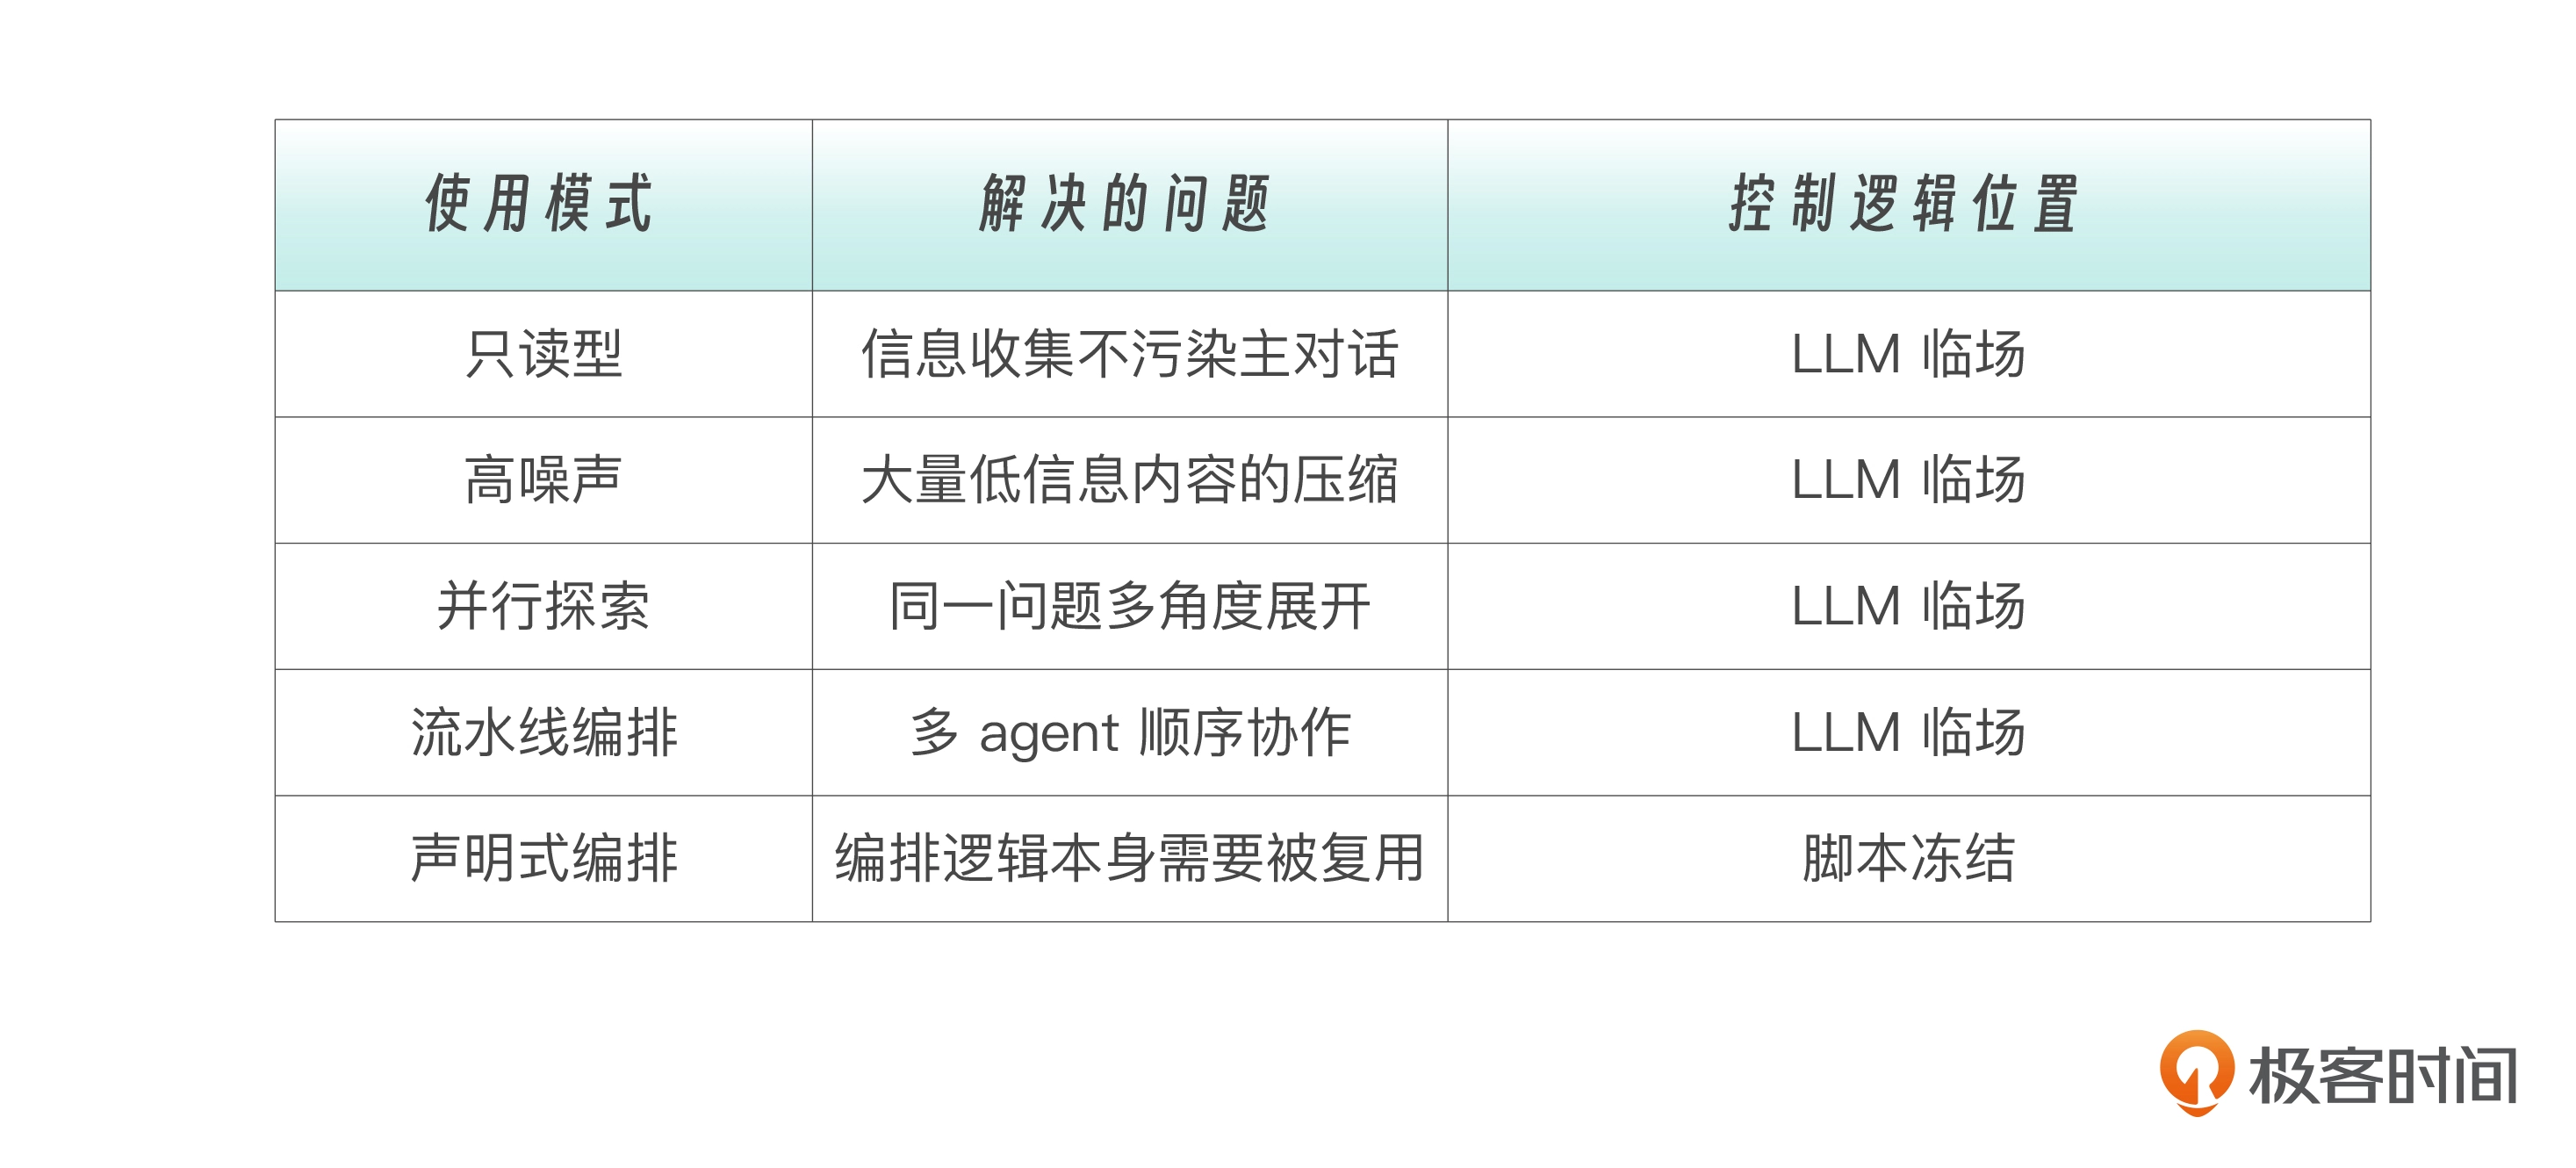 使用模式 解决的问题 控制逻辑位置
只读型 信息收集不污染主对话 LLM 临场
高噪声 大量低信息内容的压缩 LLM 临场
并行探索 同一问题多角度展开 LLM 临场
流水线编排 多 agent 顺序协作 LLM 临场
声明式编排 编排逻辑本身需要被复用 脚本冻结
极客时间